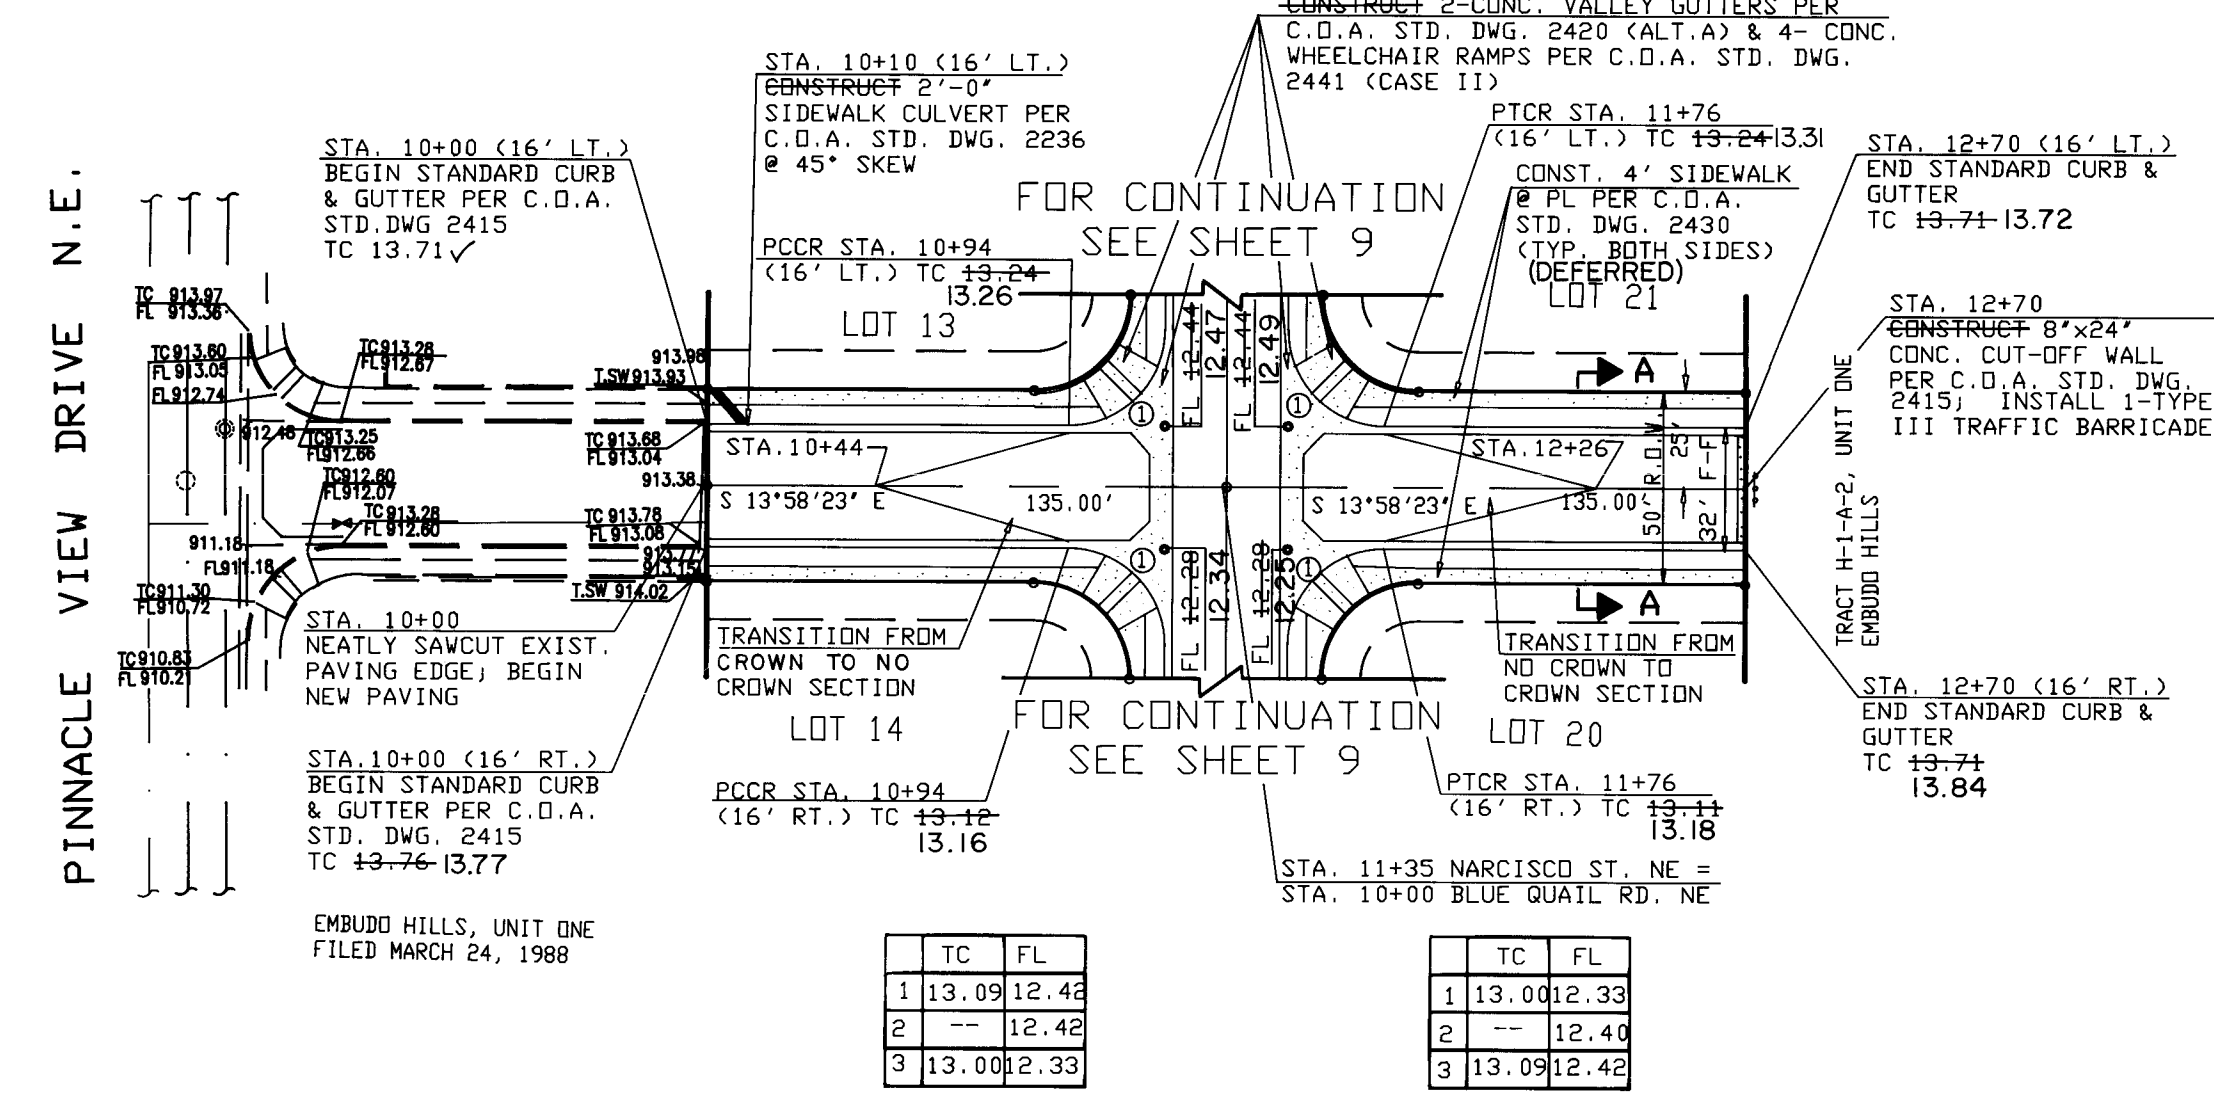 CONSTRUCT 2-CONC. VALLEY GUTTERS PER
C.O.A. STD. DWG. 2420 (ALT.A) & 4- CONC.
WHEELCHAIR RAMPS PER C.O.A. STD. DWG.
2441 (CASE II)
STA. 10+10 (16' LT.)
CONSTRUCT 2'-0"
SIDEWALK CULVERT PER
C.O.A. STD. DWG. 2236
@ 45° SKEW
STA. 10+00 (16' LT.)
BEGIN STANDARD CURB
& GUTTER PER C.O.A.
STD.DWG 2415
TC 13.71 ✓
PTCR STA. 11+76
(16' LT.) TC 13.24 13.31
CONST. 4' SIDEWALK
@ PL PER C.O.A.
STD. DWG. 2430
(TYP. BOTH SIDES)
(DEFERRED)
LOT 21
STA. 12+70 (16' LT.)
END STANDARD CURB &
GUTTER
TC 13.71 13.72
FOR CONTINUATION
SEE SHEET 9
PCCR STA. 10+94
(16' LT.) TC 13.24
13.26
LOT 13
STA. 12+70
CONSTRUCT 8"x24"
CONC. CUT-OFF WALL
PER C.O.A. STD. DWG.
2415; INSTALL 1-TYPE
III TRAFFIC BARRICADE
PINNACLE VIEW DRIVE N.E.
TC 913.97
FL 913.36
TC 913.60
FL 913.05
FL 912.74
TC 913.28
FL 912.67
913.98
T.SW 913.93
912.48
TC 913.25
FL 912.66
TC 912.60
FL 912.07
TC 913.28
FL 912.60
911.18
FL 911.18
TC 911.30
FL 910.72
TC 910.83
FL 910.21
TC 913.68
FL 913.04
913.38
TC 913.78
FL 913.08
913.77
913.15
T.SW 914.02
FL 12.44
12.47
FL 12.44
12.49
1
1
A
STA.10+44
STA.12+26
S 13°58'23" E
135.00'
S 13°58'23" E
135.00'
50' R.O.W.
25'
32' F-F
1
1
FL 12.28
12.34
FL 12.28
12.25
A
TRACT H-1-A-2, UNIT ONE
EMBUDO HILLS
STA. 10+00
NEATLY SAWCUT EXIST.
PAVING EDGE; BEGIN
NEW PAVING
TRANSITION FROM
CROWN TO NO
CROWN SECTION
LOT 14
FOR CONTINUATION
SEE SHEET 9
TRANSITION FROM
NO CROWN TO
CROWN SECTION
LOT 20
STA. 12+70 (16' RT.)
END STANDARD CURB &
GUTTER
TC 13.71
13.84
STA.10+00 (16' RT.)
BEGIN STANDARD CURB
& GUTTER PER C.O.A.
STD. DWG. 2415
TC 13.76 13.77
PCCR STA. 10+94
(16' RT.) TC 13.12
13.16
PTCR STA. 11+76
(16' RT.) TC 13.11
13.18
STA. 11+35 NARCISCO ST. NE =
STA. 10+00 BLUE QUAIL RD. NE
EMBUDO HILLS, UNIT ONE
FILED MARCH 24, 1988
TC FL
1 13.09 12.42
2 -- 12.42
3 13.00 12.33
TC FL
1 13.00 12.33
2 -- 12.40
3 13.09 12.42